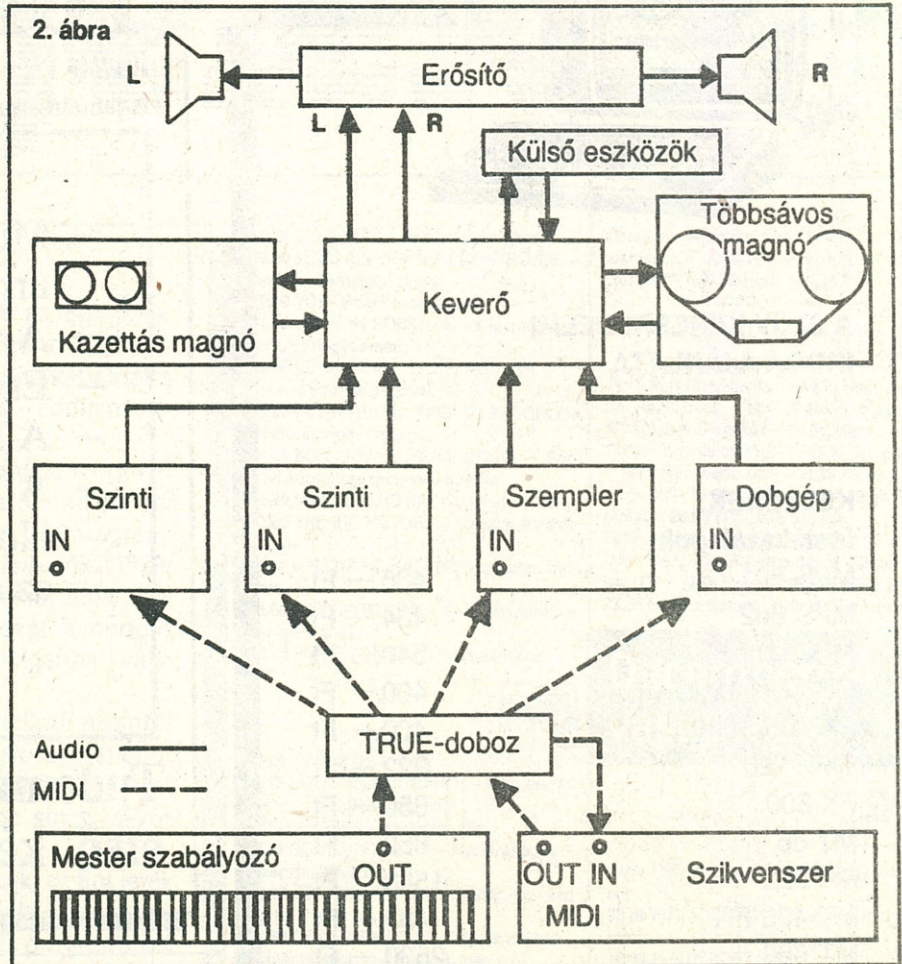 2. ábra
L
Erősítő
R
L
R
Külső eszközök
Többsávos
magnó
Keverő
Kazettás magnó
Szinti
IN
Szinti
IN
Szempler
IN
Dobgép
IN
TRUE-doboz
Audio
MIDI
Mester szabályozó
OUT
OUT IN
MIDI
Szikvenszer